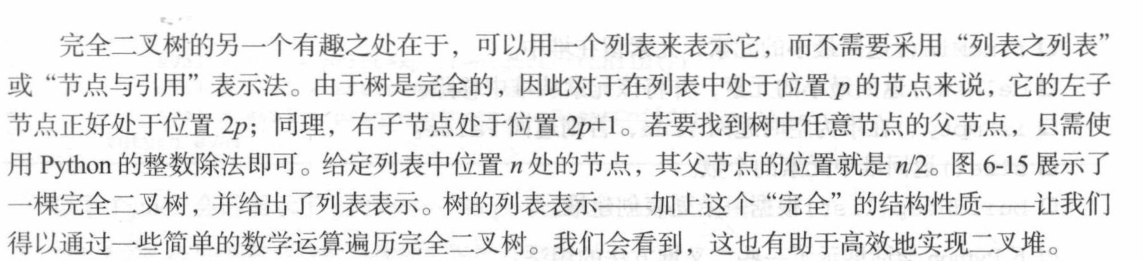 完全二叉树的另一个有趣之处在于，可以用一个列表来表示它，而不需要采用“列表之列表”
或“节点与引用”表示法。由于树是完全的，因此对于在列表中处于位置 p 的节点来说，它的左子
节点正好处于位置 2p；同理，右子节点处于位置 2p+1。若要找到树中任意节点的父节点，只需使
用 Python 的整数除法即可。给定列表中位置 n 处的节点，其父节点的位置就是 n/2。图 6-15 展示了
一棵完全二叉树，并给出了列表表示。树的列表表示——加上这个“完全”的结构性质——让我们
得以通过一些简单的数学运算遍历完全二叉树。我们会看到，这也有助于高效地实现二叉堆。